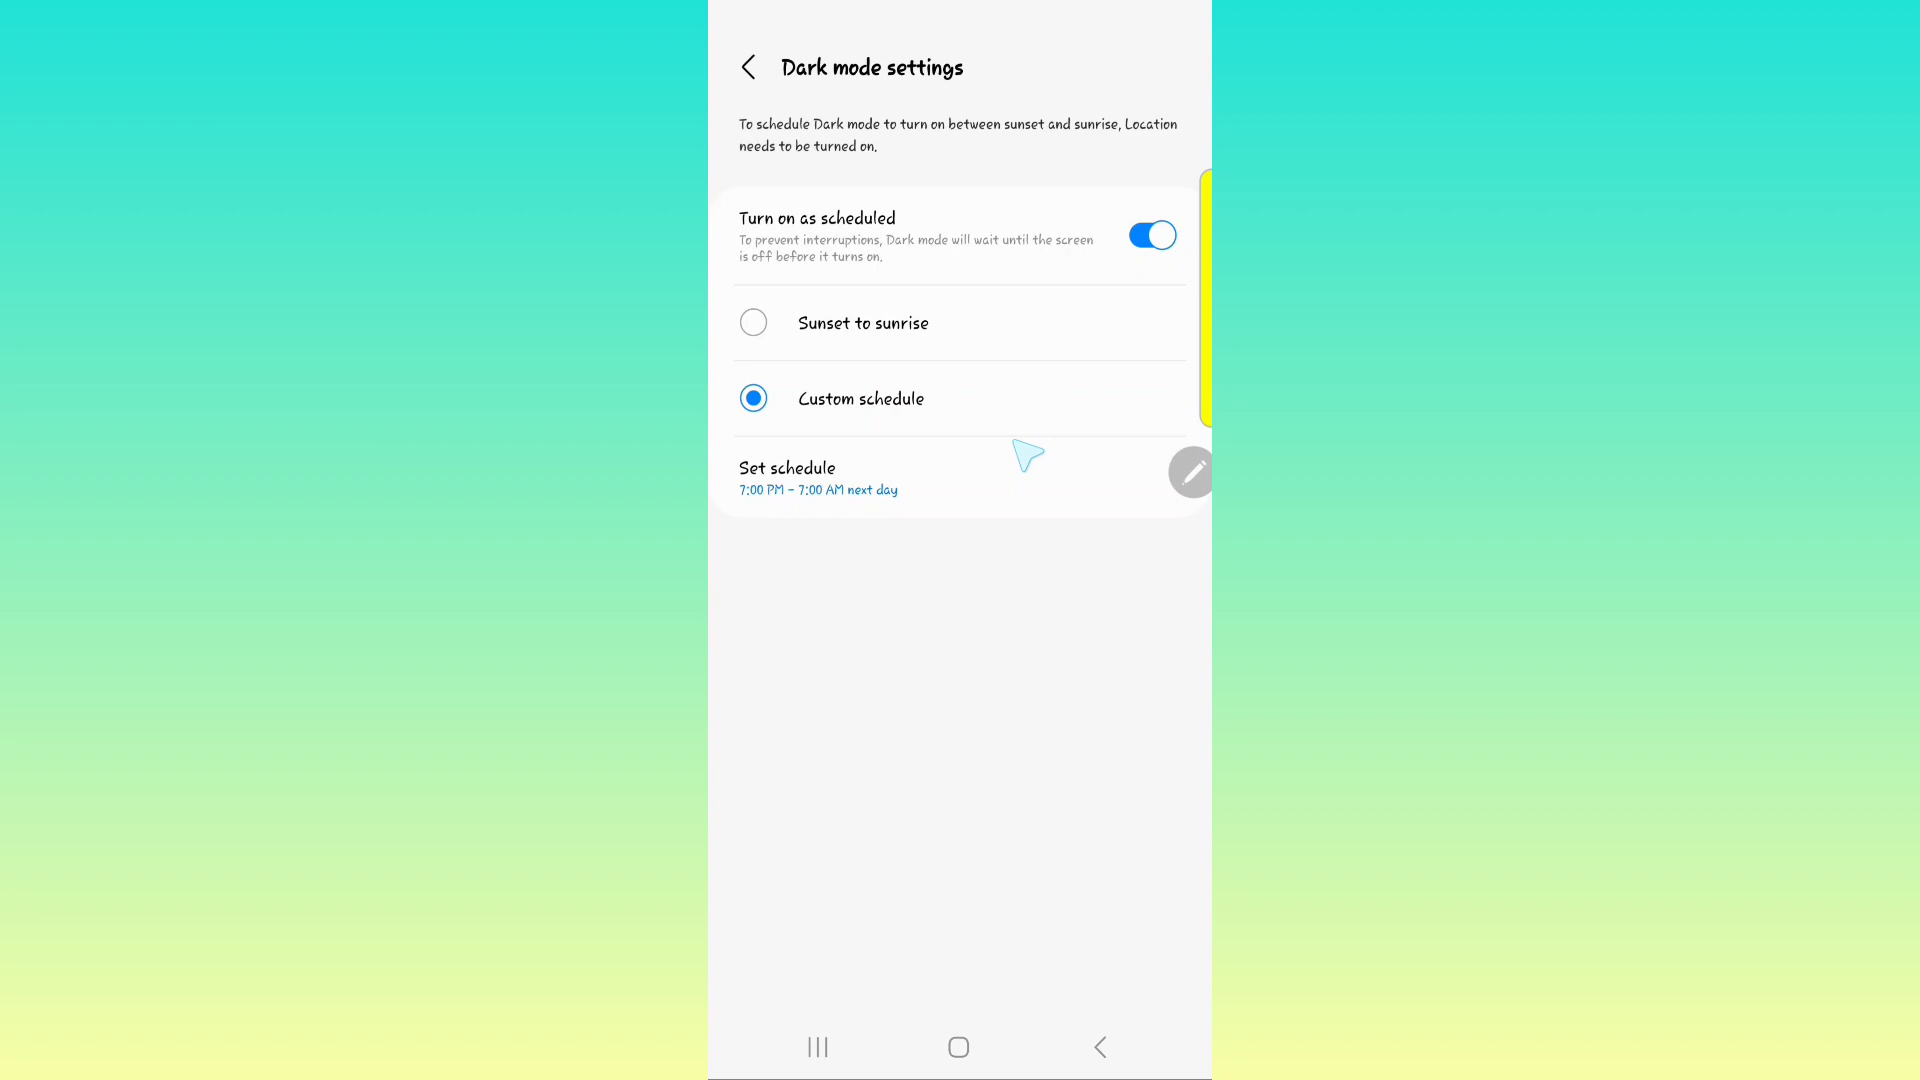 Dark mode settings
To schedule Dark mode to turn on between sunset and sunrise, Location
needs to be turned on.
Turn on as scheduled
To prevent interruptions, Dark mode will wait until the screen
is off before it turns on.
Sunset to sunrise
Custom schedule
Set schedule
7:00 PM – 7:00 AM next day